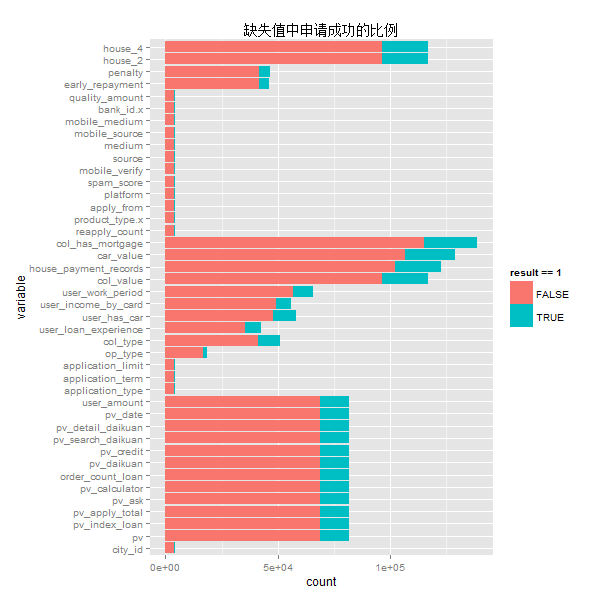 缺失值中申请成功的比例
house_4
house_2
penalty
early_repayment
quality_amount
bank_id.x
mobile_medium
mobile_source
medium
source
mobile_verify
spam_score
platform
apply_from
product_type.x
reapply_count
col_has_mortgage
car_value
house_payment_records
col_value
user_work_period
user_income_by_card
user_has_car
user_loan_experience
col_type
op_type
application_limit
application_term
application_type
user_amount
pv_date
pv_detail_daikuan
pv_search_daikuan
pv_credit
pv_daikuan
order_count_loan
pv_calculator
pv_ask
pv_apply_total
pv_index_loan
pv
city_id
variable
0e+00 5e+04 1e+05
count
result == 1
FALSE
TRUE